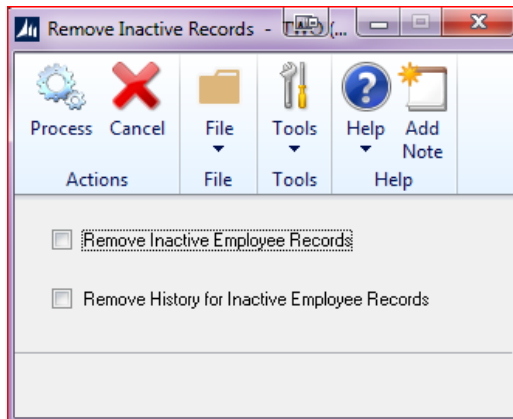 Remove Inactive Records - TWO (...
Process Cancel File Tools Help Add Note
Actions File Tools Help
Remove Inactive Employee Records
Remove History for Inactive Employee Records